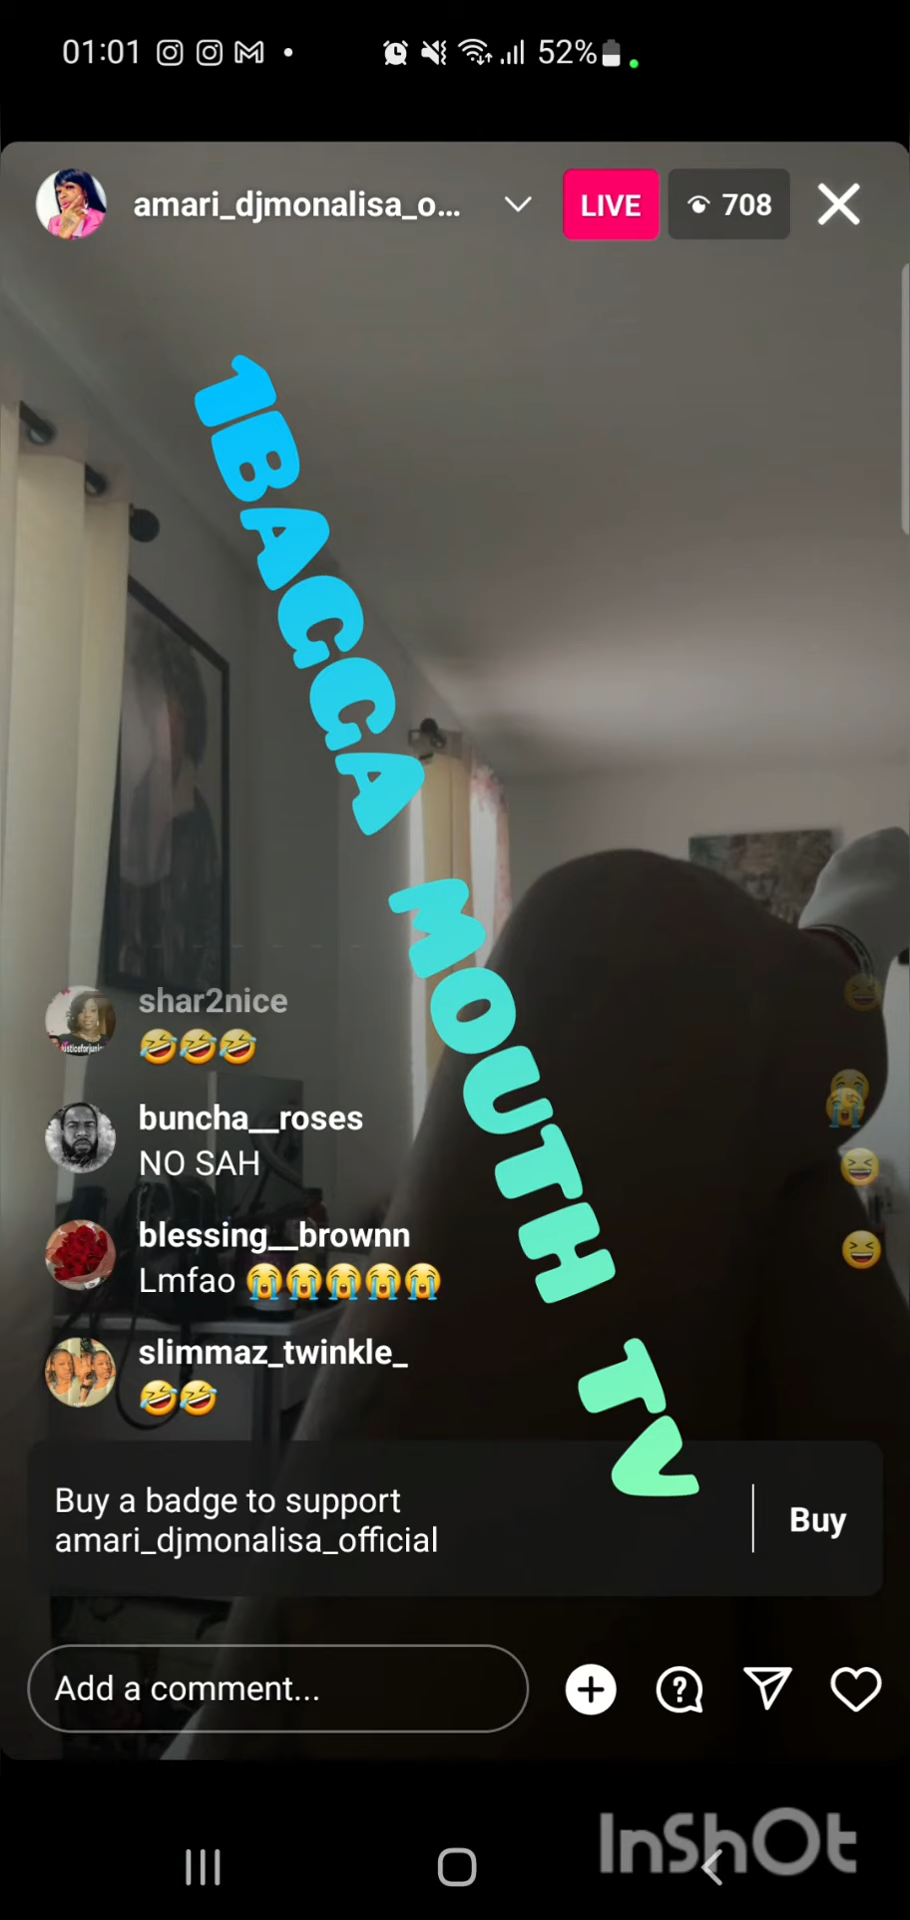 01:01
52%
amari_djmonalisa_o...
LIVE
708
1BAGGA MOUTH TV
shar2nice
🤣🤣🤣
buncha__roses
NO SAH
blessing__brownn
Lmfao 😭😭😭😭😭
slimmaz_twinkle_
🤣🤣
Buy a badge to support
amari_djmonalisa_official
Buy
Add a comment...
InShOt